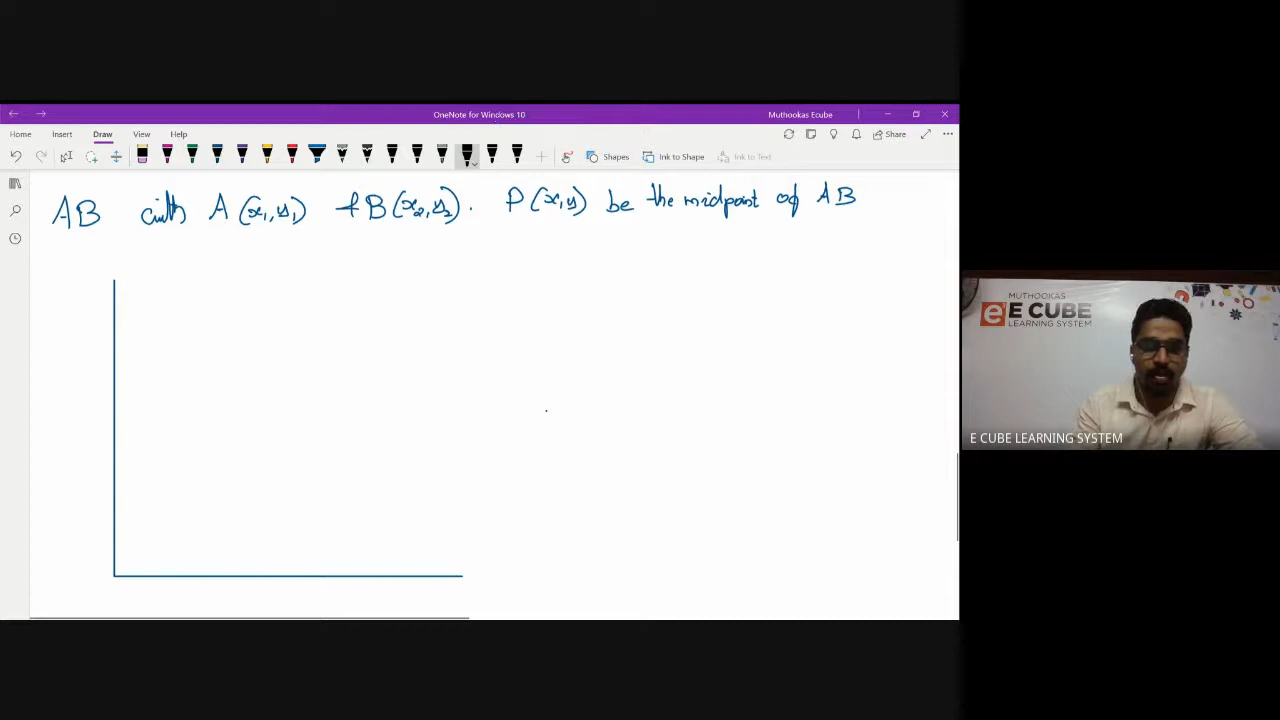 OneNote for Windows 10
Muthookas Ecube
Home Insert Draw View Help
Share
Shapes Ink to Shape Ink to Text
AB with A (x₁, y₁) & B(x₂, y₂). P(x,y) be the midpoint of AB
MUTHOOKAS
e E CUBE
LEARNING SYSTEM
E CUBE LEARNING SYSTEM